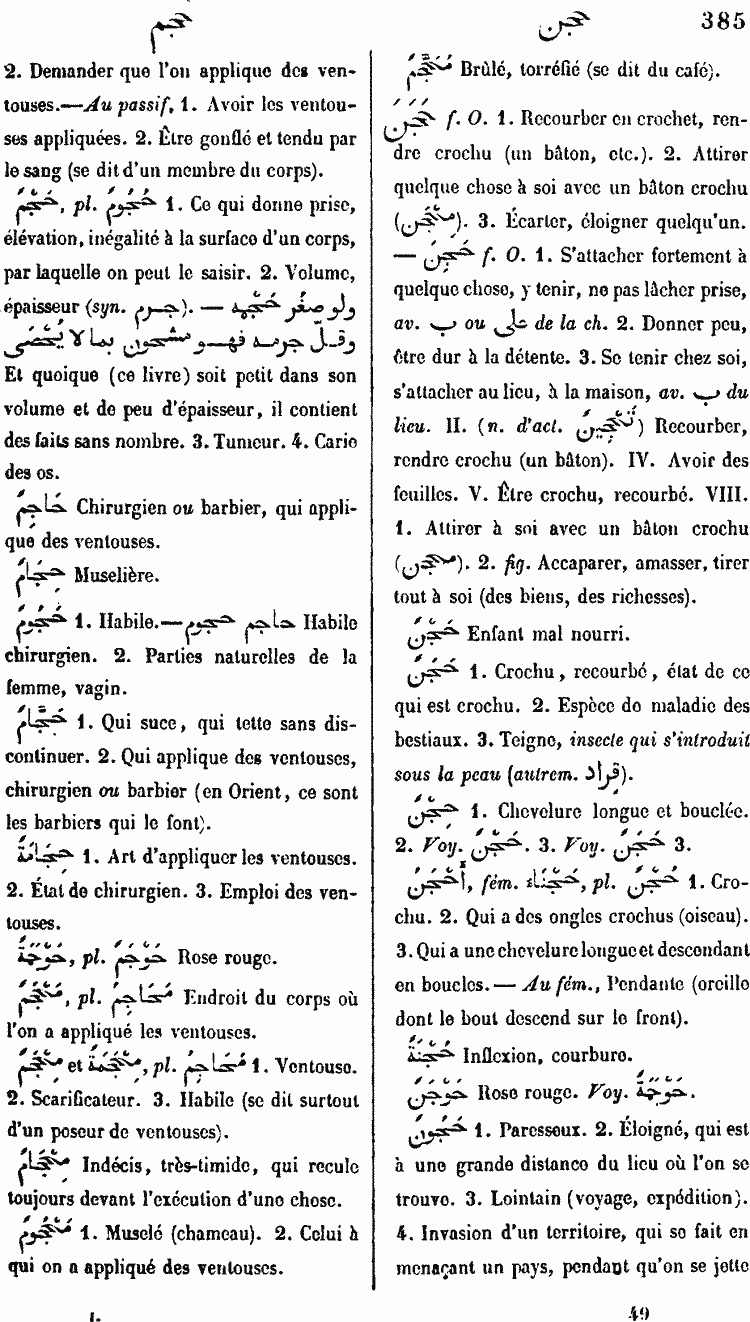 حجم
حجن
385
2. Demander que l'on applique des ven-
touses.—Au passif, 1. Avoir les ventou-
ses appliquées. 2. Être gonflé et tendu par
le sang (se dit d'un membre du corps).
حَجْمٌ, pl. حُجُومٌ 1. Ce qui donne prise,
élévation, inégalité à la surface d'un corps,
par laquelle on peut le saisir. 2. Volume,
épaisseur (syn. جرم). — ولو صغُر حَجْمه
وقلّ جرمه فهو مشحون بما لا يُحْصَى
Et quoique (ce livre) soit petit dans son
volume et de peu d'épaisseur, il contient
des faits sans nombre. 3. Tumeur. 4. Carie
des os.
حَاجِمٌ Chirurgien ou barbier, qui appli-
que des ventouses.
حِجَامٌ Muselière.
حَجُومٌ 1. Habile.—حاجم حجوم Habile
chirurgien. 2. Parties naturelles de la
femme, vagin.
حَجَّامٌ 1. Qui suce, qui tette sans dis-
continuer. 2. Qui applique des ventouses,
chirurgien ou barbier (en Orient, ce sont
les barbiers qui le font).
حِجَامَةٌ 1. Art d'appliquer les ventouses.
2. État de chirurgien. 3. Emploi des ven-
touses.
حَوْجَمَةٌ, pl. حَوْجَمٌ Rose rouge.
مَحْجَمٌ, pl. مَحَاجِمُ Endroit du corps où
l'on a appliqué les ventouses.
مِحْجَمٌ et مِحْجَمَةٌ, pl. مَحَاجِمُ 1. Ventouse.
2. Scarificateur. 3. Habile (se dit surtout
d'un poseur de ventouses).
مِحْجَامٌ Indécis, très-timide, qui recule
toujours devant l'exécution d'une chose.
مَحْجُومٌ 1. Muselé (chameau). 2. Celui à
qui on a appliqué des ventouses.
I.
Brûlé, torréfié (se dit du café).
حَجَنَ f. O. 1. Recourber en crochet, ren-
dre crochu (un bâton, etc.). 2. Attirer
quelque chose à soi avec un bâton crochu
(مِحْجَن). 3. Écarter, éloigner quelqu'un.
— حَجِنَ f. O. 1. S'attacher fortement à
quelque chose, y tenir, ne pas lâcher prise,
av. ب ou على de la ch. 2. Donner peu,
être dur à la détente. 3. Se tenir chez soi,
s'attacher au lieu, à la maison, av. ب du
lieu. II. (n. d'act. تَحْجِينٌ) Recourber,
rendre crochu (un bâton). IV. Avoir des
feuilles. V. Être crochu, recourbé. VIII.
1. Attirer à soi avec un bâton crochu
(محجن). 2. fig. Accaparer, amasser, tirer
tout à soi (des biens, des richesses).
حَجِنٌ Enfant mal nourri.
حَجَنٌ 1. Crochu, recourbé, état de ce
qui est crochu. 2. Espèce de maladie des
bestiaux. 3. Teigne, insecte qui s'introduit
sous la peau (autrem. قراد).
1. Chevelure longue et bouclée.
2. Voy. 3. Voy. 3.
أَحْجَنُ, fém. حَجْنَاءُ, pl. حُجْنٌ 1. Cro-
chu. 2. Qui a des ongles crochus (oiseau).
3. Qui a une chevelure longue et descendant
en boucles.— Au fém., Pendante (oreille
dont le bout descend sur le front).
حُجْنَةٌ Inflexion, courbure.
حَوْجَنٌ Rose rouge. Voy. حَوْجَمَةٌ.
حَجُونٌ 1. Paresseux. 2. Éloigné, qui est
à une grande distance du lieu où l'on se
trouve. 3. Lointain (voyage, expédition).
4. Invasion d'un territoire, qui se fait en
menaçant un pays, pendant qu'on se jette
49